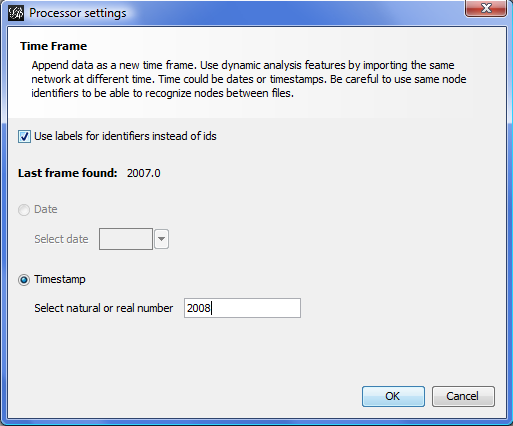 Processor settings
Time Frame
Append data as a new time frame. Use dynamic analysis features by importing the same
network at different time. Time could be dates or timestamps. Be careful to use same node
identifiers to be able to recognize nodes between files.
Use labels for identifiers instead of ids
Last frame found: 2007.0
Date
Select date
Timestamp
Select natural or real number 2008
OK Cancel